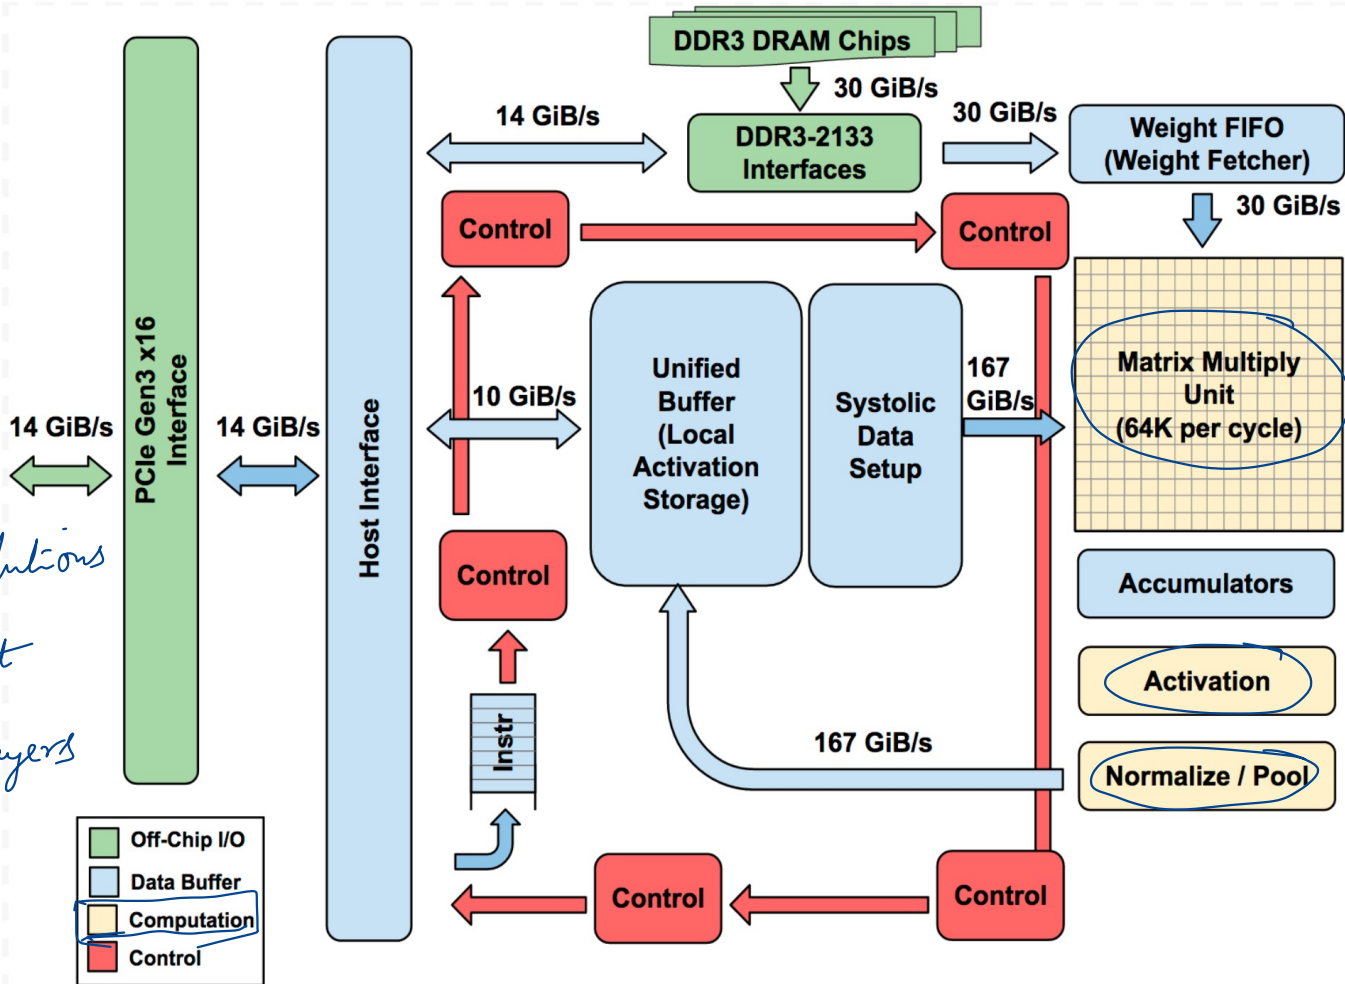 DDR3 DRAM Chips
30 GiB/s
14 GiB/s
DDR3-2133
Interfaces
30 GiB/s
Weight FIFO
(Weight Fetcher)
30 GiB/s
Control
Control
PCIe Gen3 x16
Interface
14 GiB/s
14 GiB/s
Host Interface
10 GiB/s
Unified
Buffer
(Local
Activation
Storage)
Systolic
Data
Setup
167
GiB/s
Matrix Multiply
Unit
(64K per cycle)
Control
Accumulators
Activation
Instr
167 GiB/s
Normalize / Pool
Off-Chip I/O
Data Buffer
Computation
Control
Control
Control